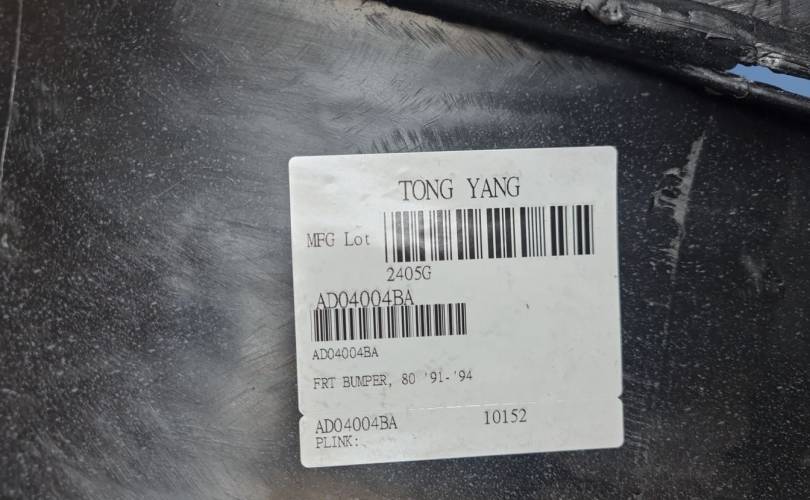 TONG YANG
MFG Lot
2405G
AD04004BA
AD04004BA
FRT BUMPER, 80 '91-'94
AD04004BA 10152
PLINK: